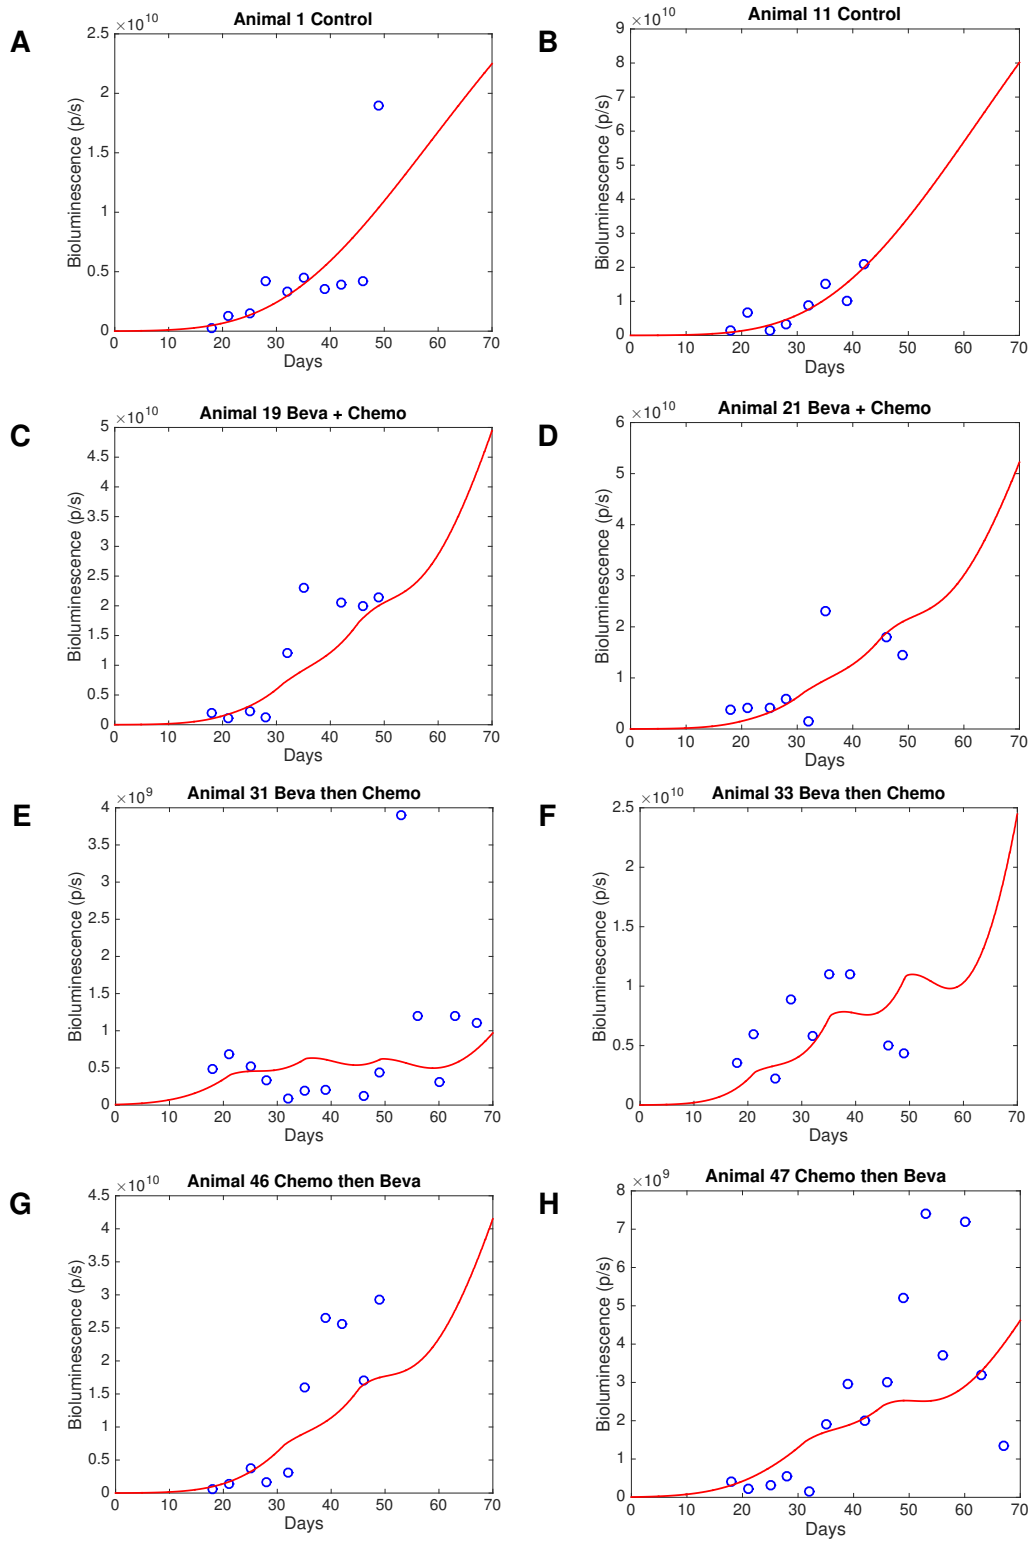 A
Animal 1 Control
×10^10
2.5
2
1.5
1
0.5
0
Bioluminescence (p/s)
0 10 20 30 40 50 60 70
Days
B
Animal 11 Control
×10^10
9
8
7
6
5
4
3
2
1
0
Bioluminescence (p/s)
0 10 20 30 40 50 60 70
Days
C
Animal 19 Beva + Chemo
×10^10
5
4.5
4
3.5
3
2.5
2
1.5
1
0.5
0
Bioluminescence (p/s)
0 10 20 30 40 50 60 70
Days
D
Animal 21 Beva + Chemo
×10^10
6
5
4
3
2
1
0
Bioluminescence (p/s)
0 10 20 30 40 50 60 70
Days
E
Animal 31 Beva then Chemo
×10^9
4
3.5
3
2.5
2
1.5
1
0.5
0
Bioluminescence (p/s)
0 10 20 30 40 50 60 70
Days
F
Animal 33 Beva then Chemo
×10^10
2.5
2
1.5
1
0.5
0
Bioluminescence (p/s)
0 10 20 30 40 50 60 70
Days
G
Animal 46 Chemo then Beva
×10^10
4.5
4
3.5
3
2.5
2
1.5
1
0.5
0
Bioluminescence (p/s)
0 10 20 30 40 50 60 70
Days
H
Animal 47 Chemo then Beva
×10^9
8
7
6
5
4
3
2
1
0
Bioluminescence (p/s)
0 10 20 30 40 50 60 70
Days